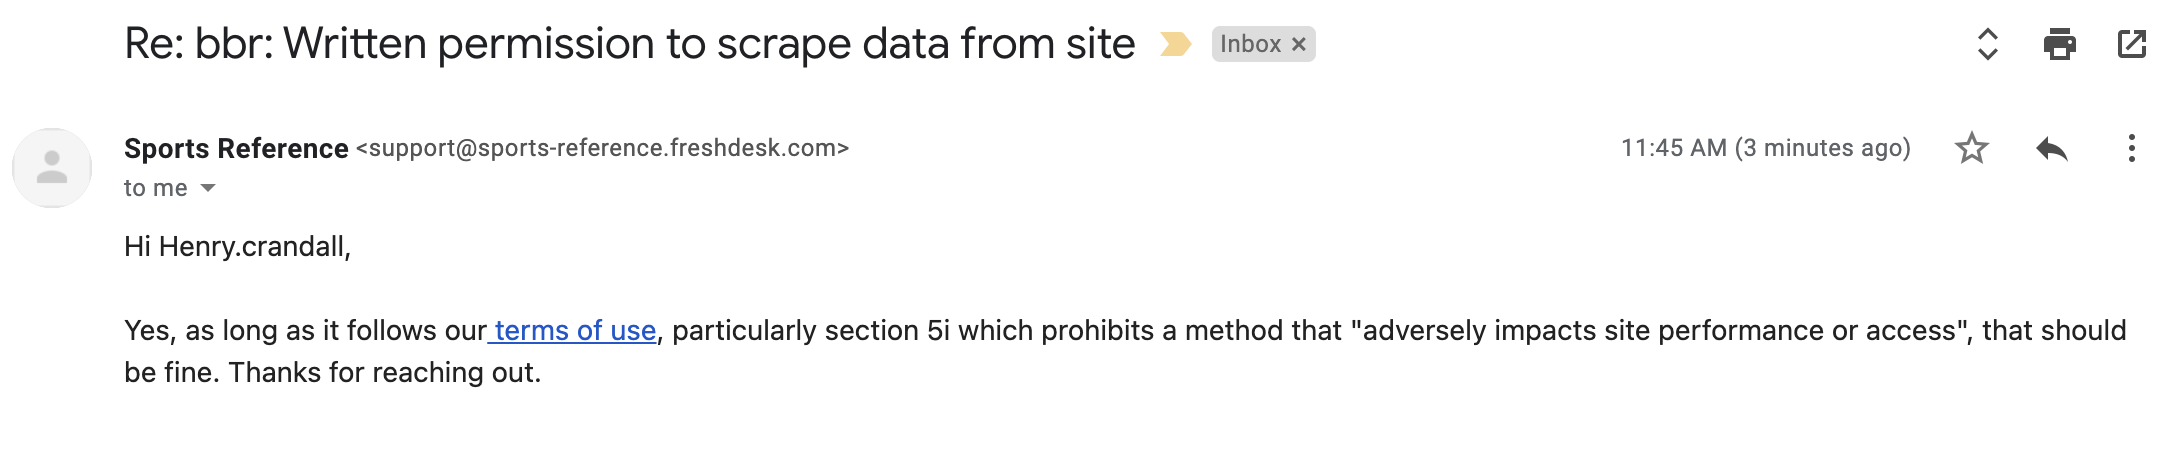 Re: bbr: Written permission to scrape data from site Inbox ×
Sports Reference <support@sports-reference.freshdesk.com> 11:45 AM (3 minutes ago)
to me
Hi Henry.crandall,
Yes, as long as it follows our terms of use, particularly section 5i which prohibits a method that "adversely impacts site performance or access", that should
be fine. Thanks for reaching out.